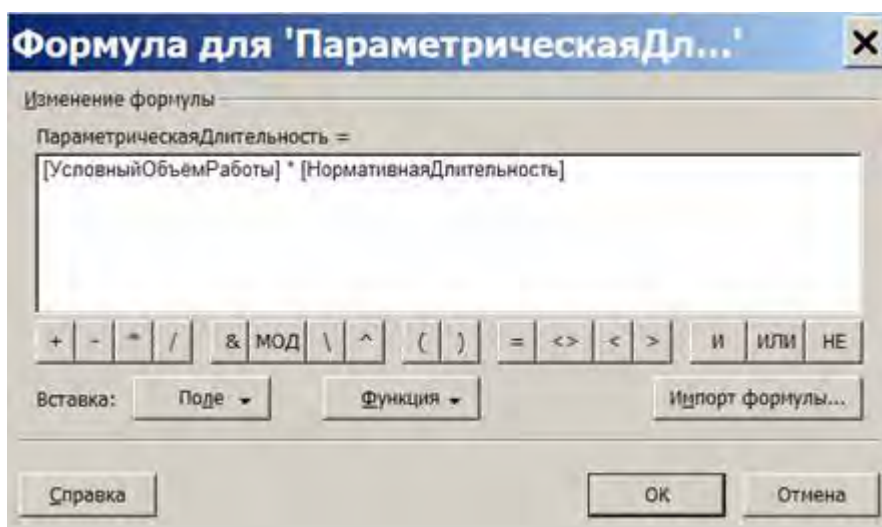 Формула для 'ПараметрическаяДл...'
Изменение формулы
ПараметрическаяДлительность =
[УсловныйОбъемРаботы] * [НормативнаяДлительность]
+ - * / & МОД \ ^ ( ) = <> < > И ИЛИ НЕ
Вставка: Поле Функция Импорт формулы...
Справка ОК Отмена